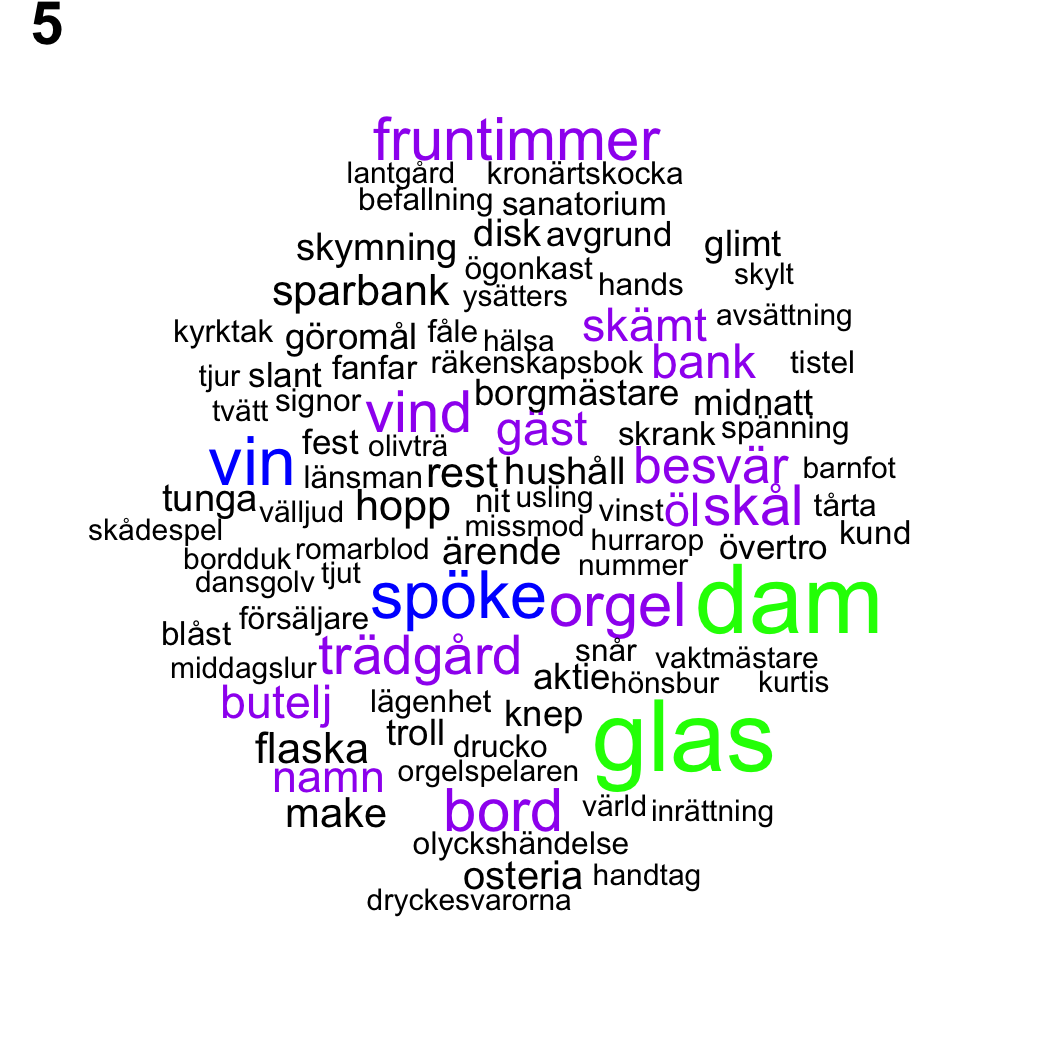 5
fruntimmer
lantgård kronärtskocka
befallning sanatorium
skymning disk avgrund glimt
ögonkast hands skylt
sparbank ysätters
kyrktak göromål fåle hälsa skämt avsättning
tjur slant fanfar räkenskapsbok bank tistel
tvätt signor vind borgmästare midnatt
gäst skrank spänning
vin fest olivträ
länsman rest hushåll besvär barnfot
tunga välljud hopp nit usling vinst öl skål tårta
skådespel missmod hurrarop övertro kund
bordduk romarblod ärende nummer
dansgolv tjut spöke orgel dam
blåst försäljare
middagslur trädgård snår vaktmästare
aktie hönsbur kurtis
butelj lägenhet knep
flaska troll drucko glas
namn orgelspelaren
make bord värld inrättning
olyckshändelse
osteria handtag
dryckesvarorna